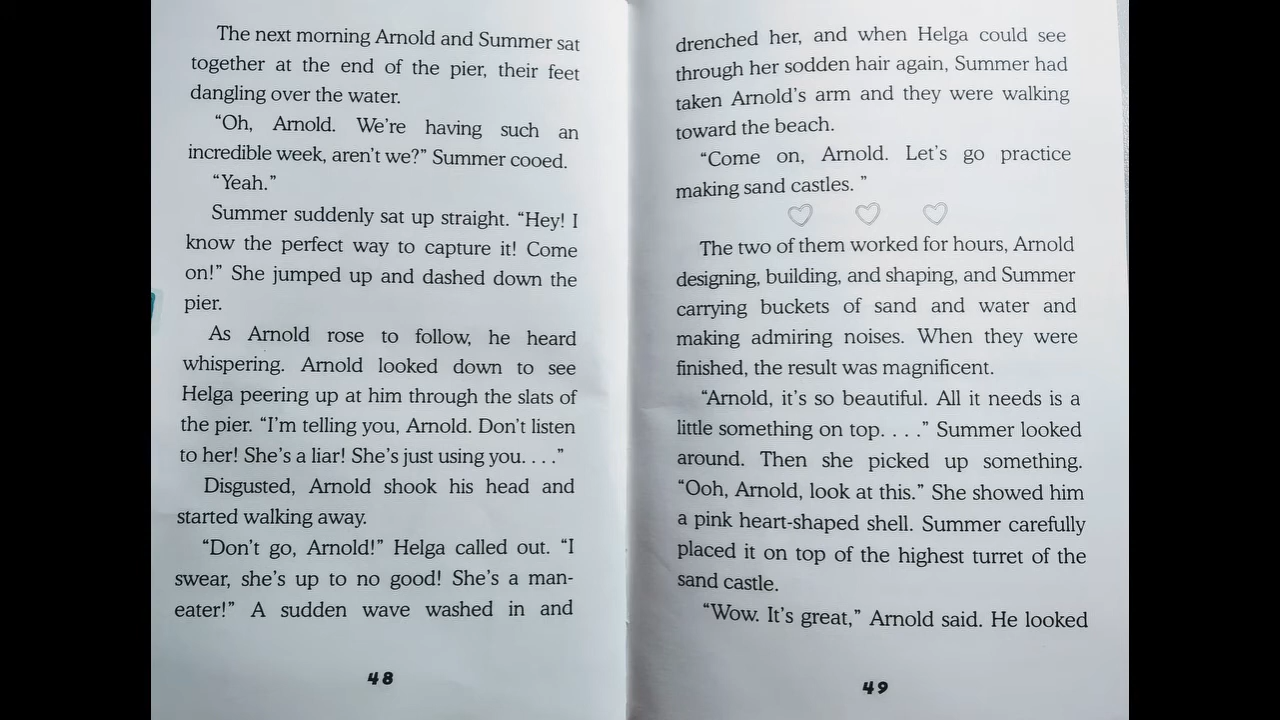 The next morning Arnold and Summer sat
together at the end of the pier, their feet
dangling over the water.
“Oh, Arnold. We’re having such an
incredible week, aren’t we?” Summer cooed.
“Yeah.”
Summer suddenly sat up straight. “Hey! I
know the perfect way to capture it! Come
on!” She jumped up and dashed down the
pier.
As Arnold rose to follow, he heard
whispering. Arnold looked down to see
Helga peering up at him through the slats of
the pier. “I’m telling you, Arnold. Don’t listen
to her! She’s a liar! She’s just using you. . . .”
Disgusted, Arnold shook his head and
started walking away.
“Don’t go, Arnold!” Helga called out. “I
swear, she’s up to no good! She’s a man-
eater!” A sudden wave washed in and
48
drenched her, and when Helga could see
through her sodden hair again, Summer had
taken Arnold’s arm and they were walking
toward the beach.
“Come on, Arnold. Let’s go practice
making sand castles. ”
The two of them worked for hours, Arnold
designing, building, and shaping, and Summer
carrying buckets of sand and water and
making admiring noises. When they were
finished, the result was magnificent.
“Arnold, it’s so beautiful. All it needs is a
little something on top. . . .” Summer looked
around. Then she picked up something.
“Ooh, Arnold, look at this.” She showed him
a pink heart-shaped shell. Summer carefully
placed it on top of the highest turret of the
sand castle.
“Wow. It’s great,” Arnold said. He looked
49